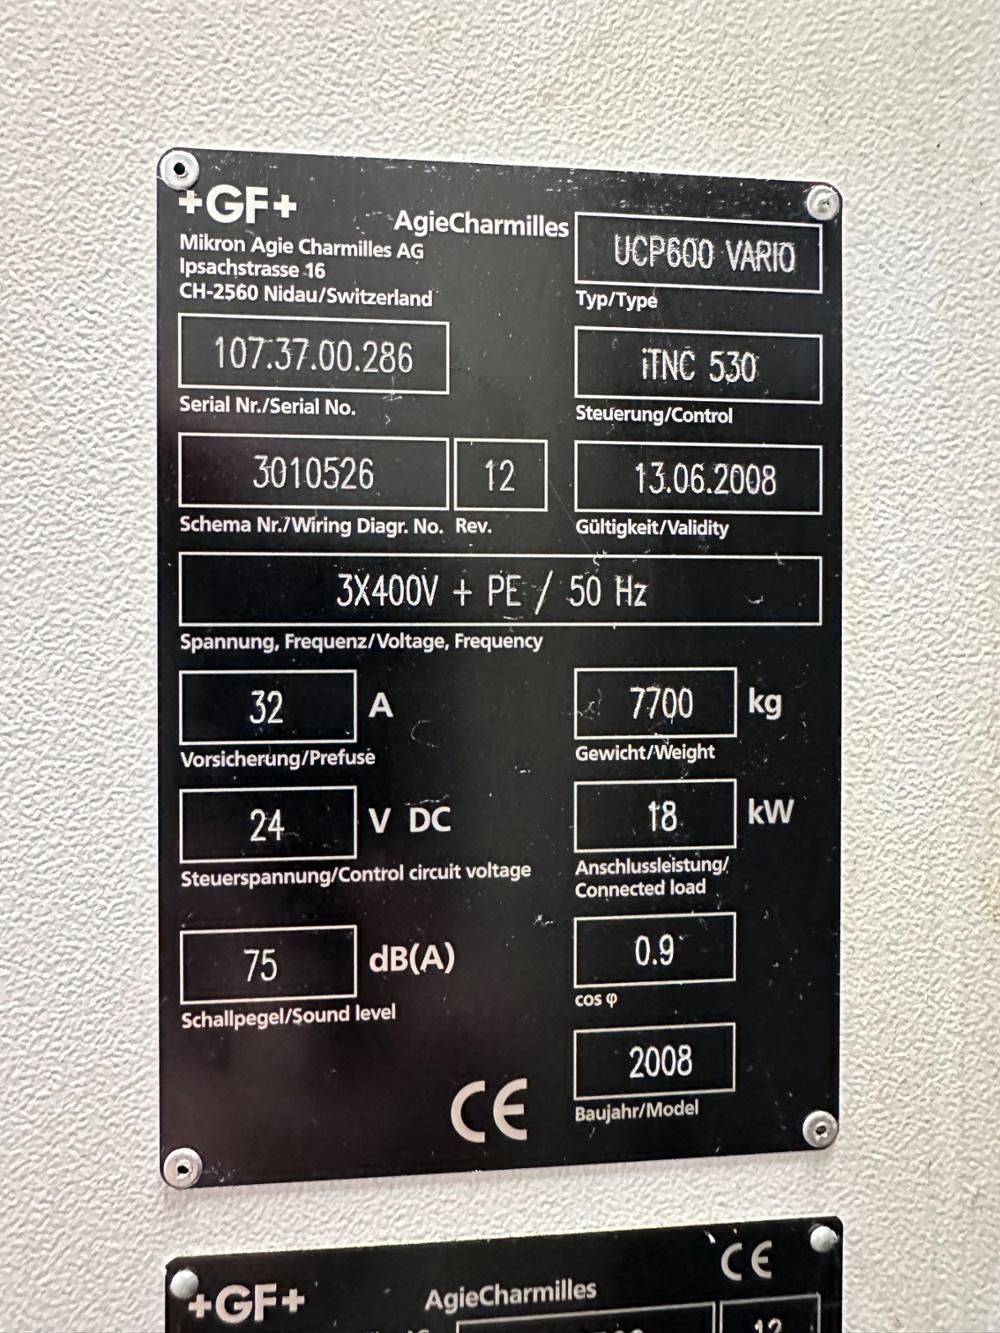 +GF+
AgieCharmilles
Mikron Agie Charmilles AG
Ipsachstrasse 16
CH-2560 Nidau/Switzerland
UCP600 VARIO
Typ/Type
107.37.00.286
Serial Nr./Serial No.
iTNC 530
Steuerung/Control
3010526
12
Schema Nr./Wiring Diagr. No. Rev.
13.06.2008
Gültigkeit/Validity
3X400V + PE / 50 Hz
Spannung, Frequenz/Voltage, Frequency
32 A
Vorsicherung/Prefuse
7700 kg
Gewicht/Weight
24 V DC
Steuerspannung/Control circuit voltage
18 kW
Anschlussleistung/
Connected load
75 dB(A)
Schallpegel/Sound level
0.9
cos φ
2008
Baujahr/Model
CE
CE
+GF+
AgieCharmilles
12